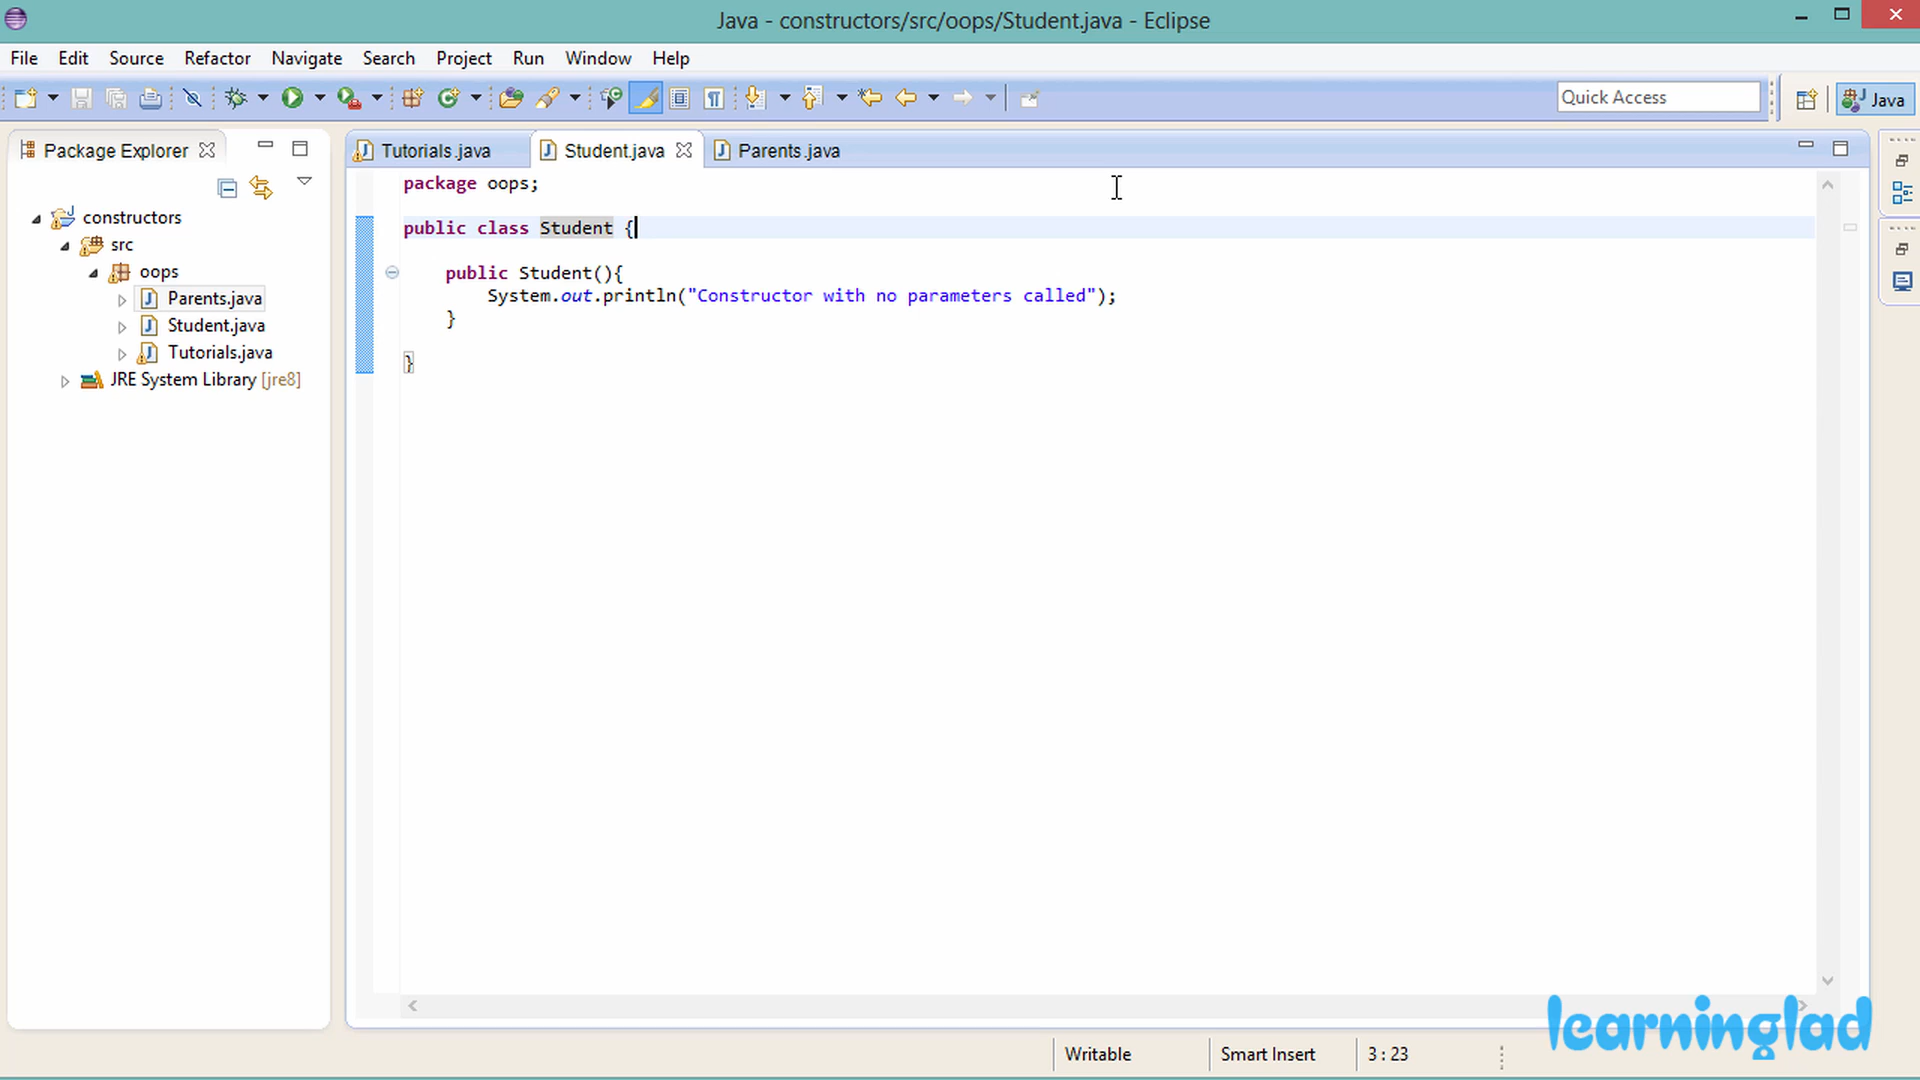 Java - constructors/src/oops/Student.java - Eclipse
File Edit Source Refactor Navigate Search Project Run Window Help
Quick Access
Java
Package Explorer
Tutorials.java
Student.java
Parents.java
constructors
src
oops
Parents.java
Student.java
Tutorials.java
JRE System Library [jre8]
package oops;
public class Student {
public Student(){
System.out.println("Constructor with no parameters called");
}
}
Writable
Smart Insert
3 : 23
learninglad